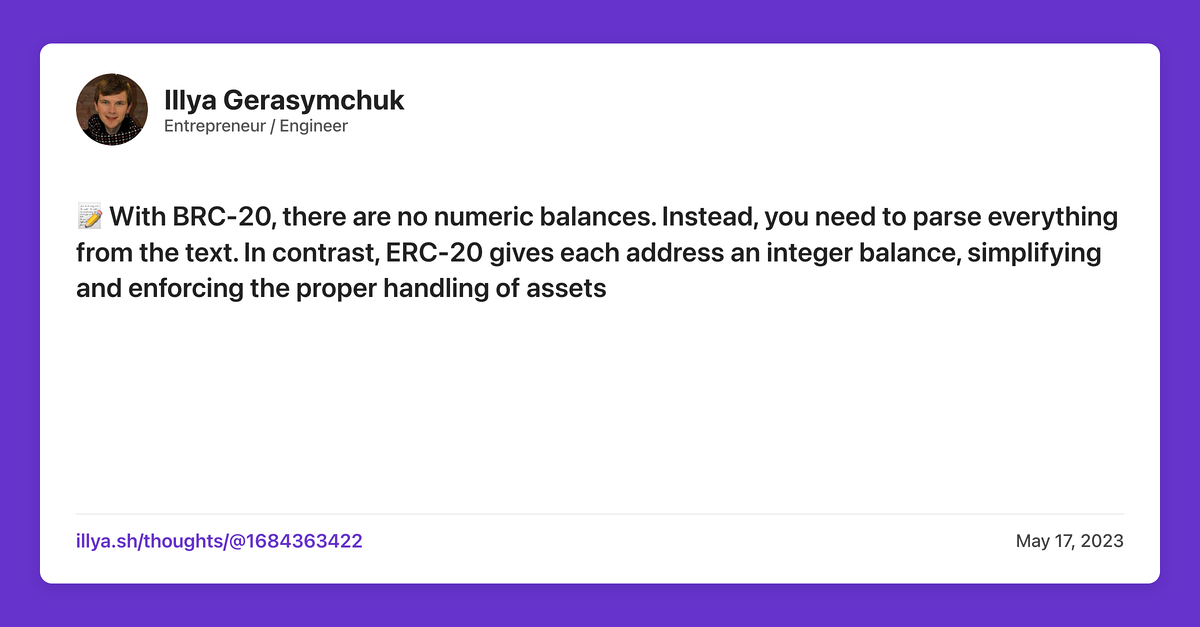 Illya Gerasymchuk
Entrepreneur / Engineer
📝 With BRC-20, there are no numeric balances. Instead, you need to parse everything
from the text. In contrast, ERC-20 gives each address an integer balance, simplifying
and enforcing the proper handling of assets
illya.sh/thoughts/@1684363422
May 17, 2023